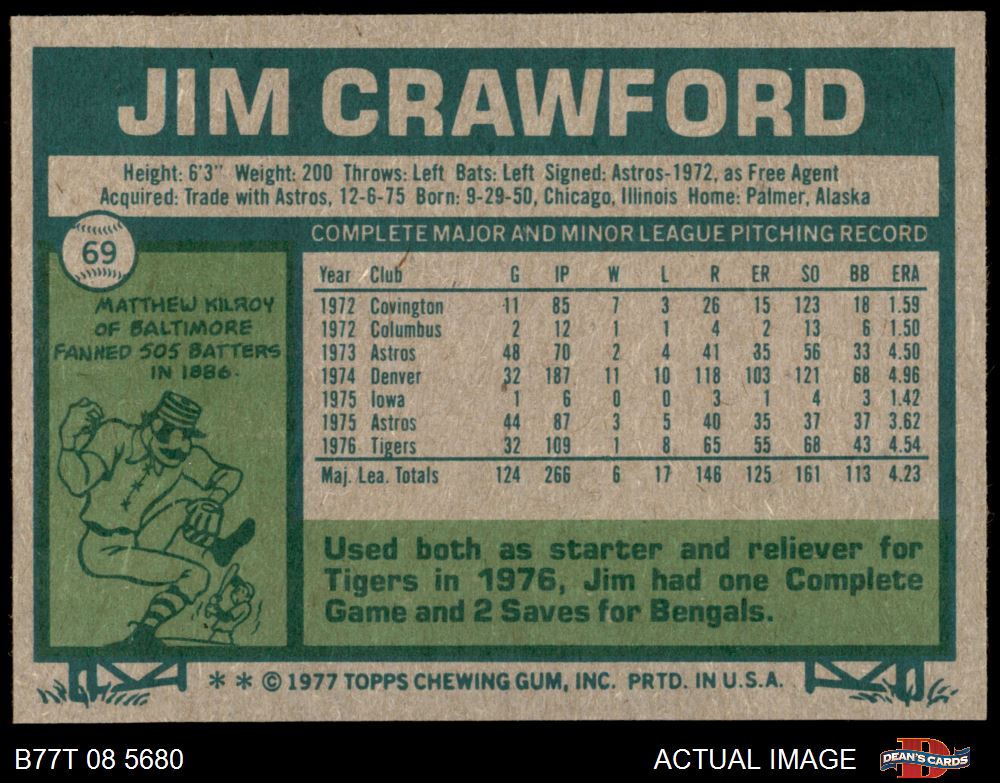 JIM CRAWFORD
Height: 6'3" Weight: 200 Throws: Left Bats: Left Signed: Astros-1972, as Free Agent
Acquired: Trade with Astros, 12-6-75 Born: 9-29-50, Chicago, Illinois Home: Palmer, Alaska
69
MATTHEW KILROY
OF BALTIMORE
FANNED 505 BATTERS
IN 1886.
COMPLETE MAJOR AND MINOR LEAGUE PITCHING RECORD
Year Club G IP W L R ER SO BB ERA
1972 Covington 11 85 7 3 26 15 123 18 1.59
1972 Columbus 2 12 1 1 4 2 13 6 1.50
1973 Astros 48 70 2 4 41 35 56 33 4.50
1974 Denver 32 187 11 10 118 103 121 68 4.96
1975 Iowa 1 6 0 0 3 1 4 3 1.42
1975 Astros 44 87 3 5 40 35 37 37 3.62
1976 Tigers 32 109 1 8 65 55 68 43 4.54
Maj. Lea. Totals 124 266 6 17 146 125 161 113 4.23
Used both as starter and reliever for
Tigers in 1976, Jim had one Complete
Game and 2 Saves for Bengals.
* * © 1977 TOPPS CHEWING GUM, INC. PRTD. IN U.S.A.
B77T 08 5680
ACTUAL IMAGE
DEAN'S CARDS